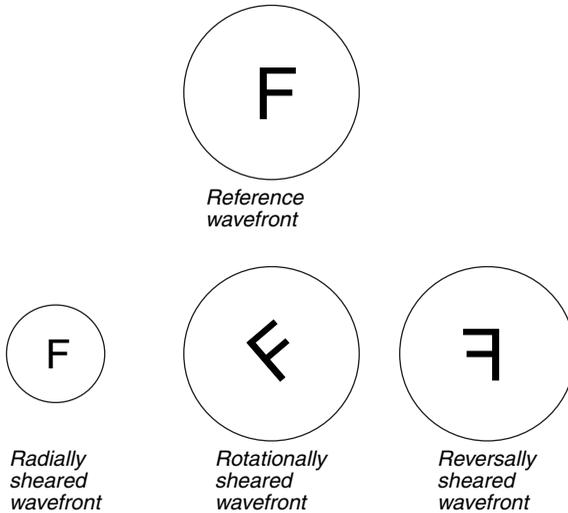 F
Reference
wavefront
F
F
F
Radially
sheared
wavefront
Rotationally
sheared
wavefront
Reversally
sheared
wavefront